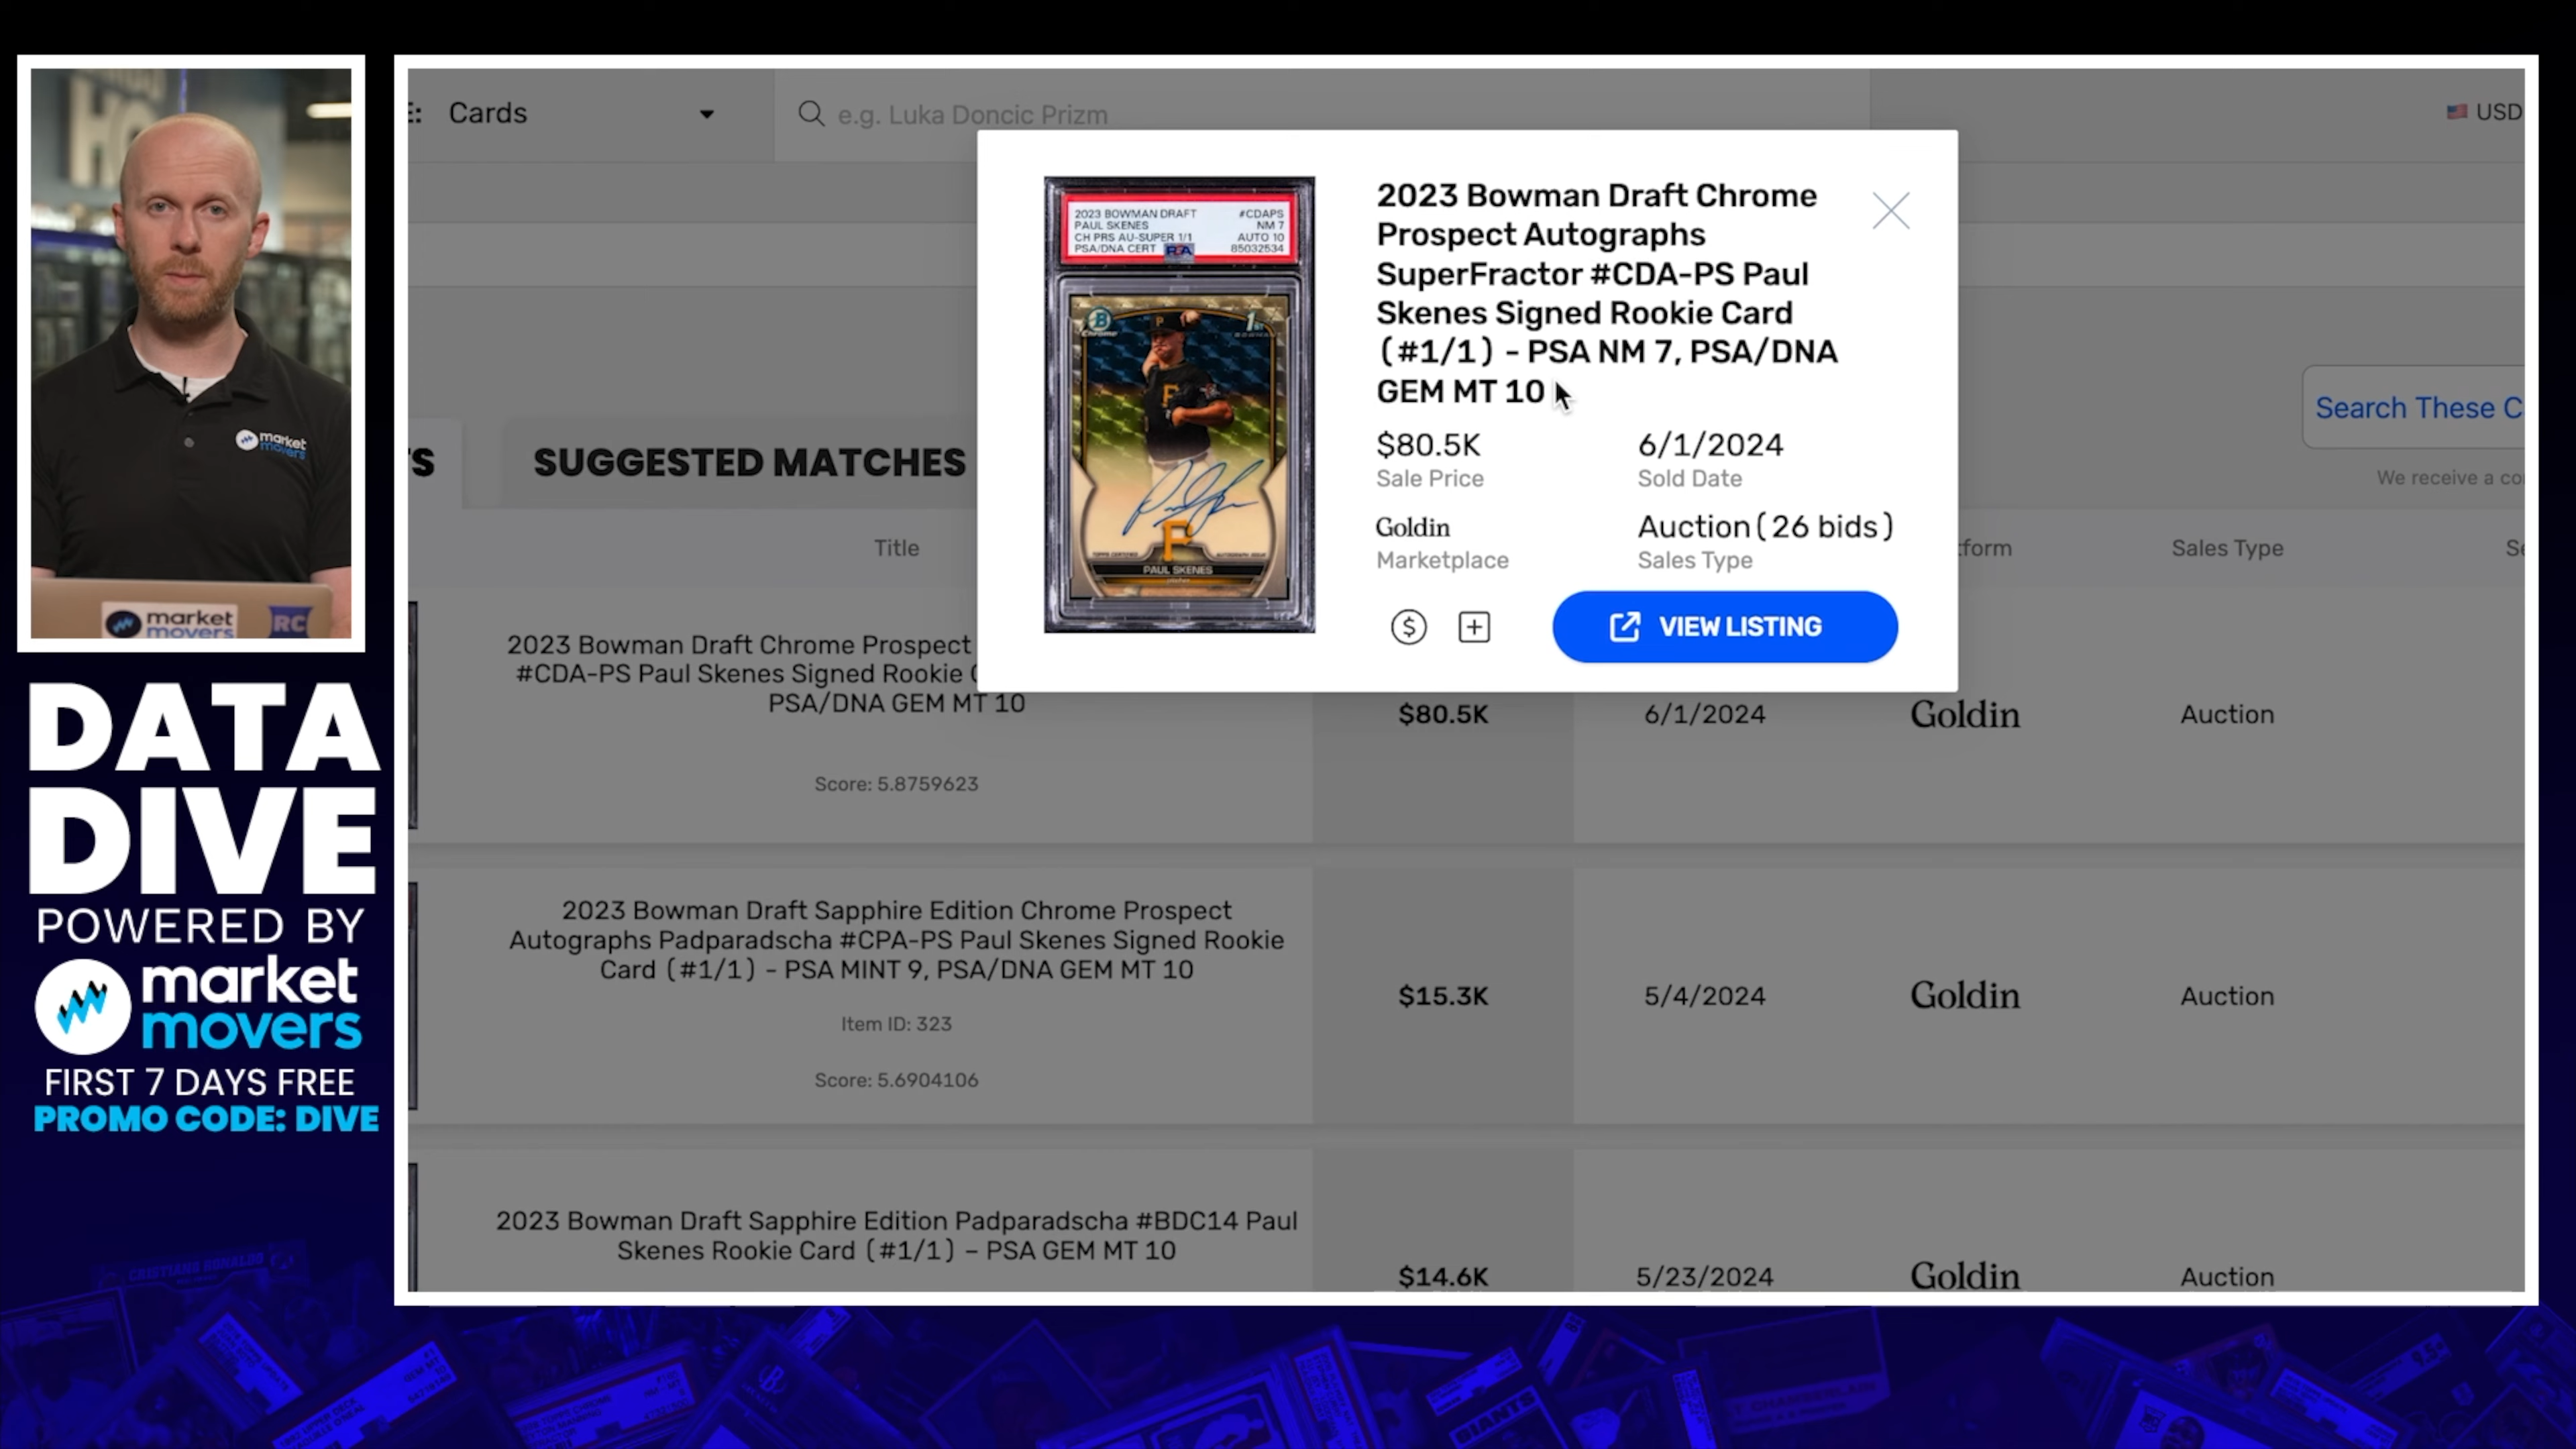 E: Cards
e.g. Luka Doncic Prizm
USD
2023 BOWMAN DRAFT #CDAPS
PAUL SKENES NM 7
CH PRS AU-SUPER 1/1 AUTO 10
PSA/DNA CERT PSA 85032534
PAUL SKENES
2023 Bowman Draft Chrome
Prospect Autographs
SuperFractor #CDA-PS Paul
Skenes Signed Rookie Card
(#1/1) - PSA NM 7, PSA/DNA
GEM MT 10
$80.5K 6/1/2024
Sale Price Sold Date
Goldin Auction (26 bids)
Marketplace Sales Type
VIEW LISTING
Search These C
We receive a co
TS SUGGESTED MATCHES
Title tform Sales Type Se
2023 Bowman Draft Chrome Prospect
#CDA-PS Paul Skenes Signed Rookie C
PSA/DNA GEM MT 10
$80.5K 6/1/2024 Goldin Auction
Score: 5.8759623
2023 Bowman Draft Sapphire Edition Chrome Prospect
Autographs Padparadscha #CPA-PS Paul Skenes Signed Rookie
Card (#1/1) - PSA MINT 9, PSA/DNA GEM MT 10
$15.3K 5/4/2024 Goldin Auction
Item ID: 323
Score: 5.6904106
2023 Bowman Draft Sapphire Edition Padparadscha #BDC14 Paul
Skenes Rookie Card (#1/1) – PSA GEM MT 10
$14.6K 5/23/2024 Goldin Auction
market
movers
market
movers
RC
DATA
DIVE
POWERED BY
market
movers
FIRST 7 DAYS FREE
PROMO CODE: DIVE
CRISTIANO RONALDO
GIANTS